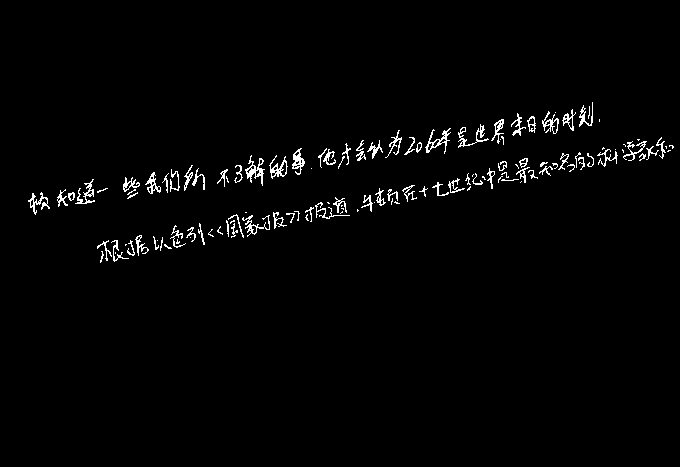 顿知道一些我们所不了解的事.他才会认为2060年是世界末日的时刻.
根据以色列<<国家报>>报道.牛顿在十七世纪中是最知名的科学家和